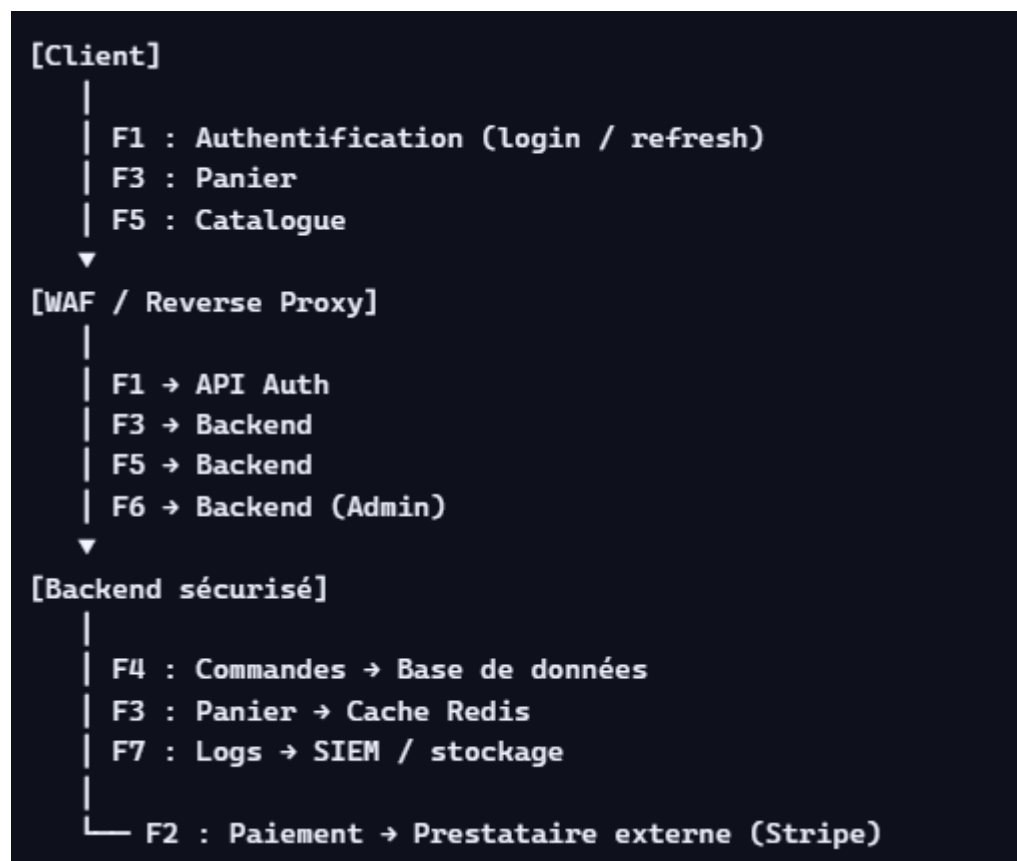 [Client]
F1 : Authentification (login / refresh)
F3 : Panier
F5 : Catalogue
[WAF / Reverse Proxy]
F1 → API Auth
F3 → Backend
F5 → Backend
F6 → Backend (Admin)
[Backend sécurisé]
F4 : Commandes → Base de données
F3 : Panier → Cache Redis
F7 : Logs → SIEM / stockage
F2 : Paiement → Prestataire externe (Stripe)